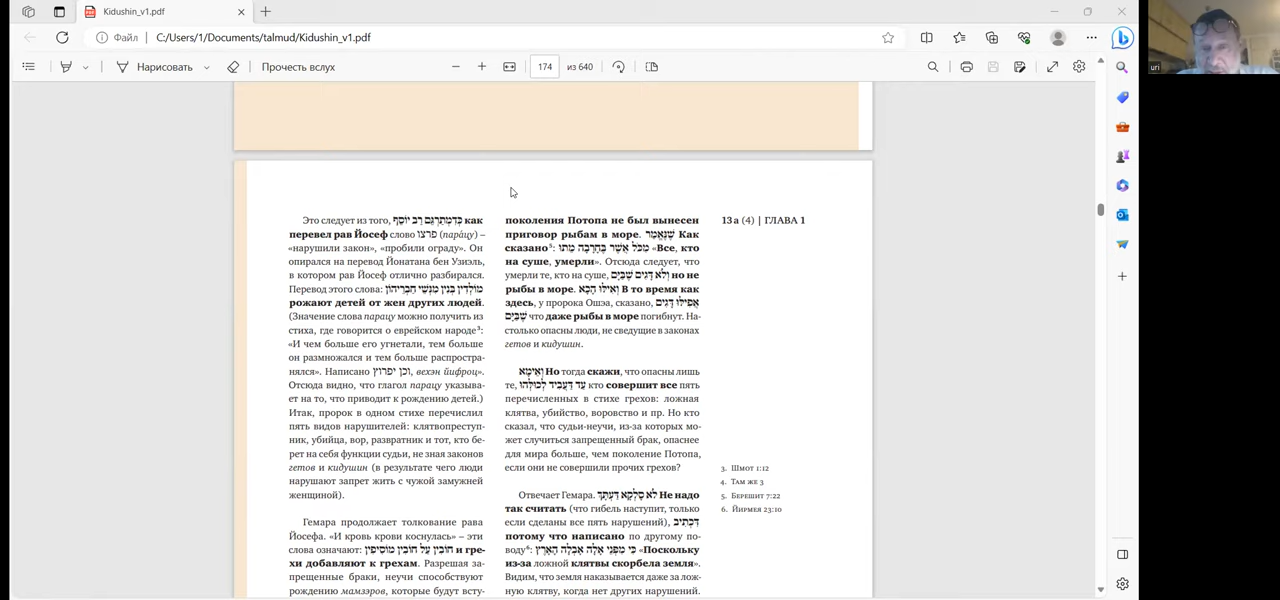 Kidushin_v1.pdf
Файл
C:/Users/1/Documents/talmud/Kidushin_v1.pdf
Нарисовать
Прочесть вслух
174
из 640
uri
Это следует из того, כִּדְמְתַרְגֵּם רַב יוֹסֵף как
перевел рав Йосеф слово פרצו (пара́цу) –
«нарушили закон», «пробили ограду». Он
опирался на перевод Йонатана бен Узиэль,
в котором рав Йосеф отлично разбирался.
Перевод этого слова: מוֹלְדִין בְּנִין מִנְּשֵׁי חַבְרֵיהוֹן
рожают детей от жен других людей.
(Значение слова парацу можно получить из
стиха, где говорится о еврейском народе³:
«И чем больше его угнетали, тем больше
он размножался и тем больше распростра-
нялся». Написано וכן יפרוץ, вехэн йифроц».
Отсюда видно, что глагол парацу указыва-
ет на то, что приводит к рождению детей.)
Итак, пророк в одном стихе перечислил
пять видов нарушителей: клятвопреступ-
ник, убийца, вор, развратник и тот, кто бе-
рет на себя функции судьи, не зная законов
гетов и кидушин (в результате чего люди
нарушают запрет жить с чужой замужней
женщиной).
Гемара продолжает толкование рава
Йосефа. «И кровь крови коснулась» – эти
слова означают: חוֹבִין עַל חוֹבִין מוֹסִיפִין и гре-
хи добавляют к грехам. Разрешая за-
прещенные браки, неучи способствуют
рождению мамзэров, которые будут всту-
поколения Потопа не был вынесен
приговор рыбам в море. שֶׁנֶּאֱמַר Как
сказано⁵: מִכֹּל אֲשֶׁר בֶּחָרָבָה מֵתוּ «Все, кто
на суше, умерли». Отсюда следует, что
умерли те, кто на суше, וְלֹא דָּגִים שֶׁבַּיָּם но не
рыбы в море. וְאִילּוּ הָכָא В то время как
здесь, у пророка Ошэа, сказано, אֲפִילּוּ דָּגִים
שֶׁבַּיָּם что даже рыбы в море погибнут. На-
столько опасны люди, не сведущие в законах
гетов и кидушин.
וְאֵימָא Но тогда скажи, что опасны лишь
те, עַד דַּעֲבִיד לְכוּלְּהוּ кто совершит все пять
перечисленных в стихе грехов: ложная
клятва, убийство, воровство и пр. Но кто
сказал, что судьи-неучи, из-за которых мо-
жет случиться запрещенный брак, опаснее
для мира больше, чем поколение Потопа,
если они не совершили прочих грехов?
Отвечает Гемара. לֹא סָלְקָא דַּעְתָּךְ Не надо
так считать (что гибель наступит, только
если сделаны все пять нарушений), דִּכְתִיב
потому что написано по другому по-
воду⁶: כִּי מִפְּנֵי אָלָה אָבְלָה הָאָרֶץ «Поскольку
из-за ложной клятвы скорбела земля».
Видим, что земля наказывается даже за лож-
ную клятву, когда нет других нарушений.
13а (4) | ГЛАВА 1
3. Шмот 1:12
4. Там же 3
5. Берешит 7:22
6. Йирмея 23:10